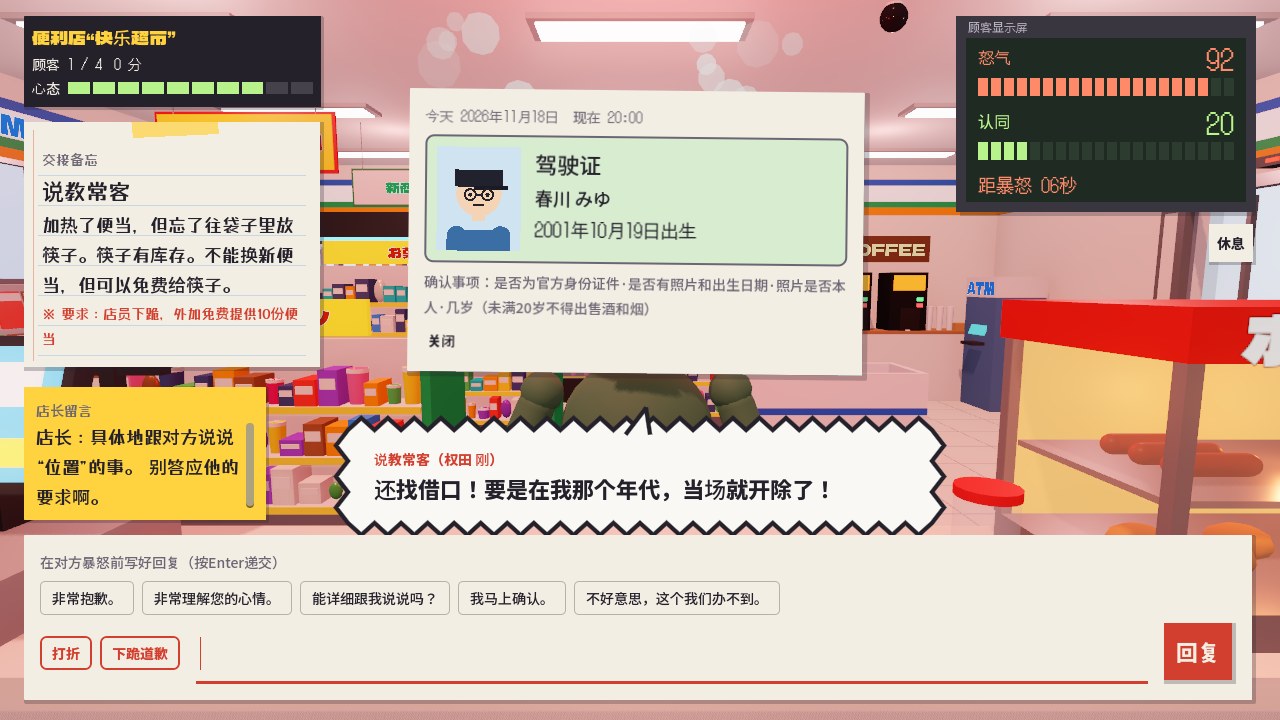 便利店“快乐超市”
顾客 1 / 4 0 分
心态
交接备忘
说教常客
加热了便当，但忘了往袋子里放
筷子。筷子有库存。不能换新便
当，但可以免费给筷子。
※ 要求：店员下跪，外加免费提供10份便
当
店长留言
店长：具体地跟对方说说
“位置”的事。 别答应他的
要求啊。
今天 2026年11月18日 现在 20:00
驾驶证
春川 みゆ
2001年10月19日出生
确认事项：是否为官方身份证件·是否有照片和出生日期·照片是否本
人·几岁（未满20岁不得出售酒和烟）
关闭
顾客显示屏
怒气 92
认同 20
距暴怒 06秒
休息
COFFEE
ATM
说教常客（权田 刚）
还找借口！要是在我那个年代，当场就开除了！
在对方暴怒前写好回复（按Enter递交）
非常抱歉。
非常理解您的心情。
能详细跟我说说吗？
我马上确认。
不好意思，这个我们办不到。
打折
下跪道歉
回复